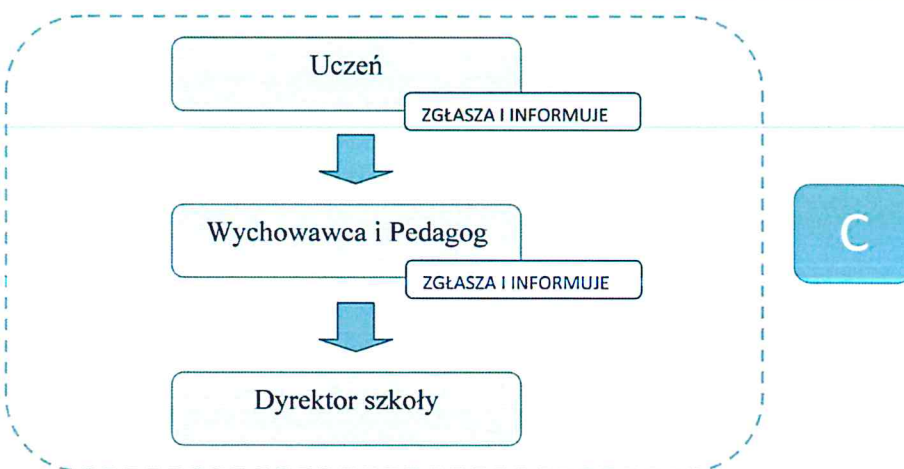 Uczeń
ZGŁASZA I INFORMUJE
Wychowawca i Pedagog
ZGŁASZA I INFORMUJE
C
Dyrektor szkoły